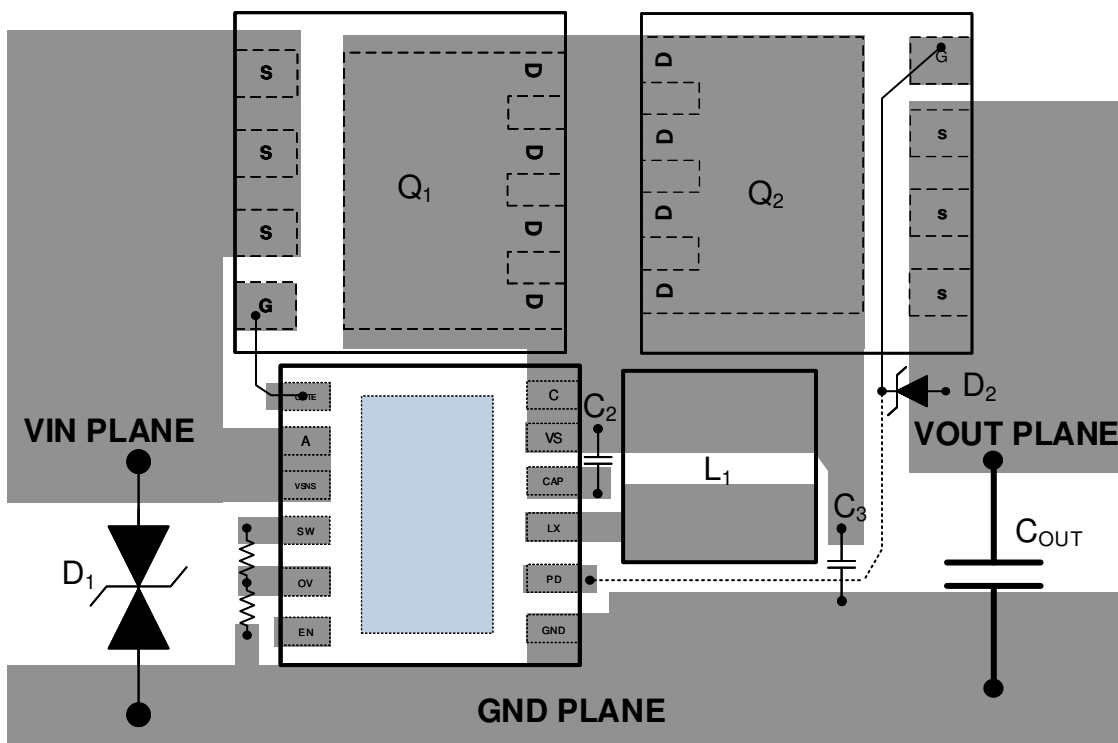 S
S
S
G
Q₁
D
D
D
D
D
D
D
D
Q₂
G
s
s
s
C
A
VS
VSNS
CAP
SW
LX
OV
PD
EN
GND
C₂
L₁
C₃
D₂
VIN PLANE
VOUT PLANE
D₁
C_OUT
GND PLANE